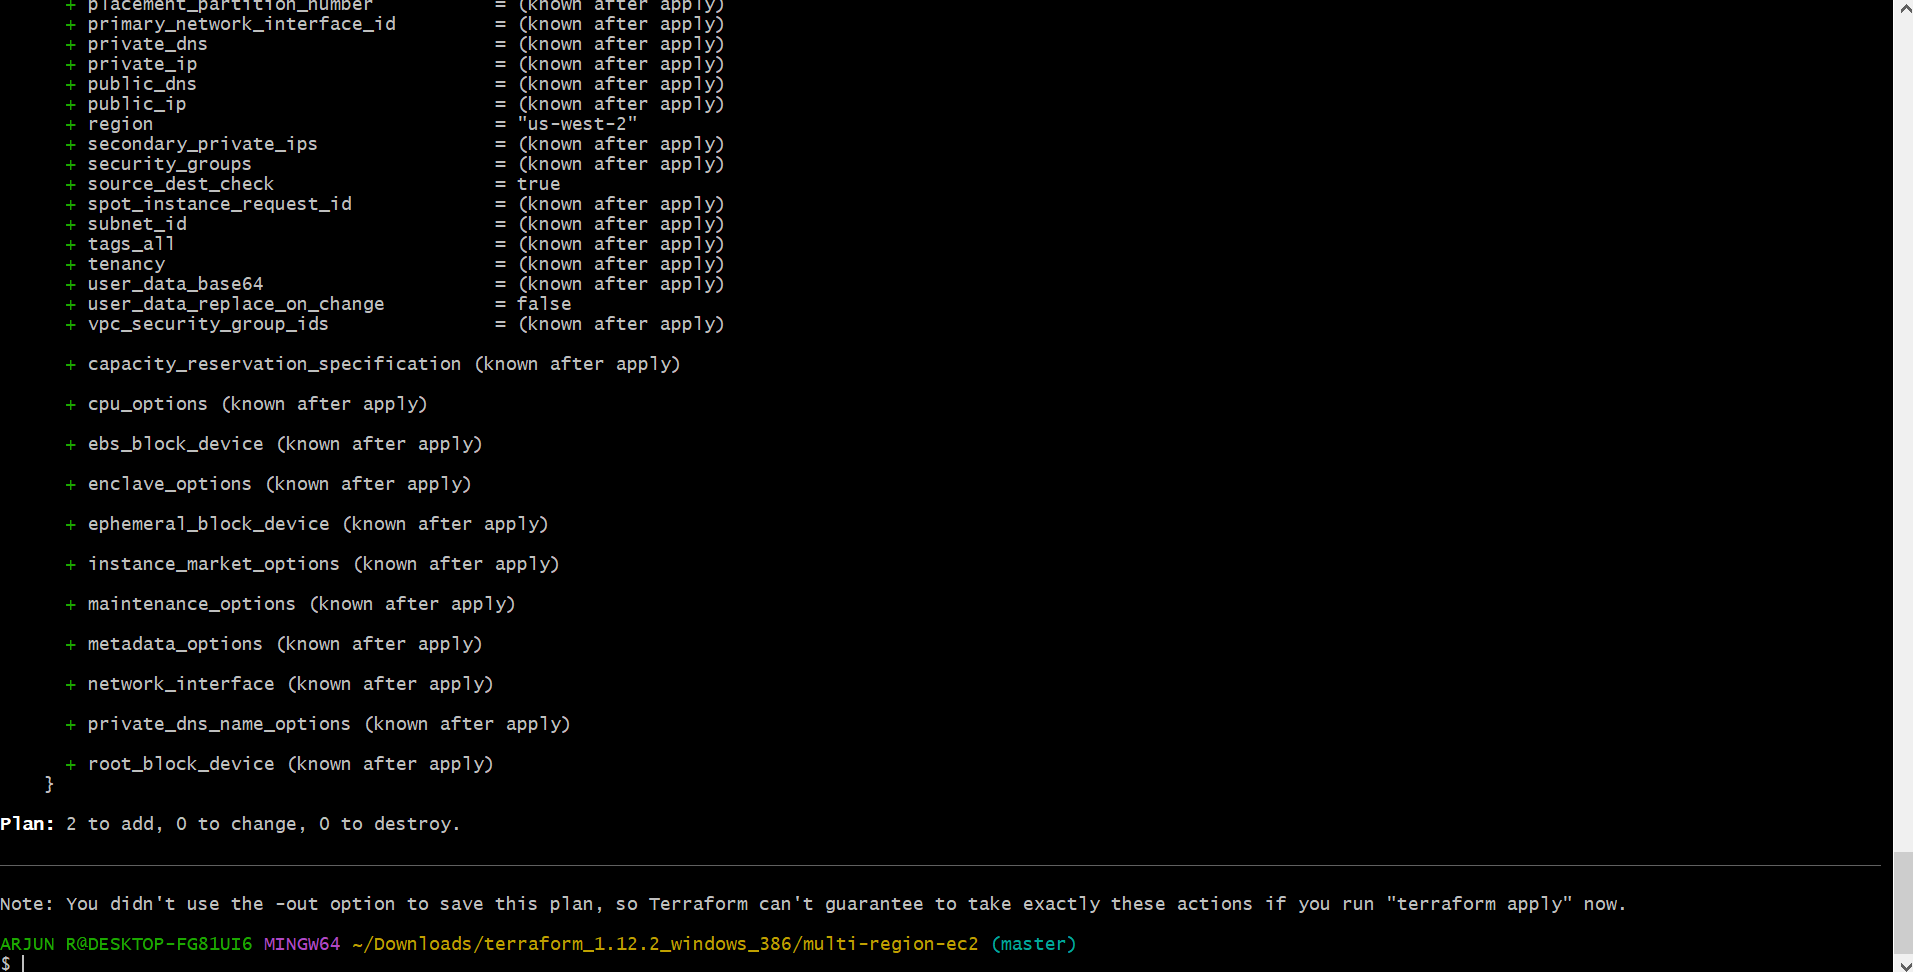 + placement_partition_number = (known after apply)
+ primary_network_interface_id = (known after apply)
+ private_dns = (known after apply)
+ private_ip = (known after apply)
+ public_dns = (known after apply)
+ public_ip = (known after apply)
+ region = "us-west-2"
+ secondary_private_ips = (known after apply)
+ security_groups = (known after apply)
+ source_dest_check = true
+ spot_instance_request_id = (known after apply)
+ subnet_id = (known after apply)
+ tags_all = (known after apply)
+ tenancy = (known after apply)
+ user_data_base64 = (known after apply)
+ user_data_replace_on_change = false
+ vpc_security_group_ids = (known after apply)
+ capacity_reservation_specification (known after apply)
+ cpu_options (known after apply)
+ ebs_block_device (known after apply)
+ enclave_options (known after apply)
+ ephemeral_block_device (known after apply)
+ instance_market_options (known after apply)
+ maintenance_options (known after apply)
+ metadata_options (known after apply)
+ network_interface (known after apply)
+ private_dns_name_options (known after apply)
+ root_block_device (known after apply)
}
Plan: 2 to add, 0 to change, 0 to destroy.
Note: You didn't use the -out option to save this plan, so Terraform can't guarantee to take exactly these actions if you run "terraform apply" now.
ARJUN R@DESKTOP-FG81UI6 MINGW64 ~/Downloads/terraform_1.12.2_windows_386/multi-region-ec2 (master)
$